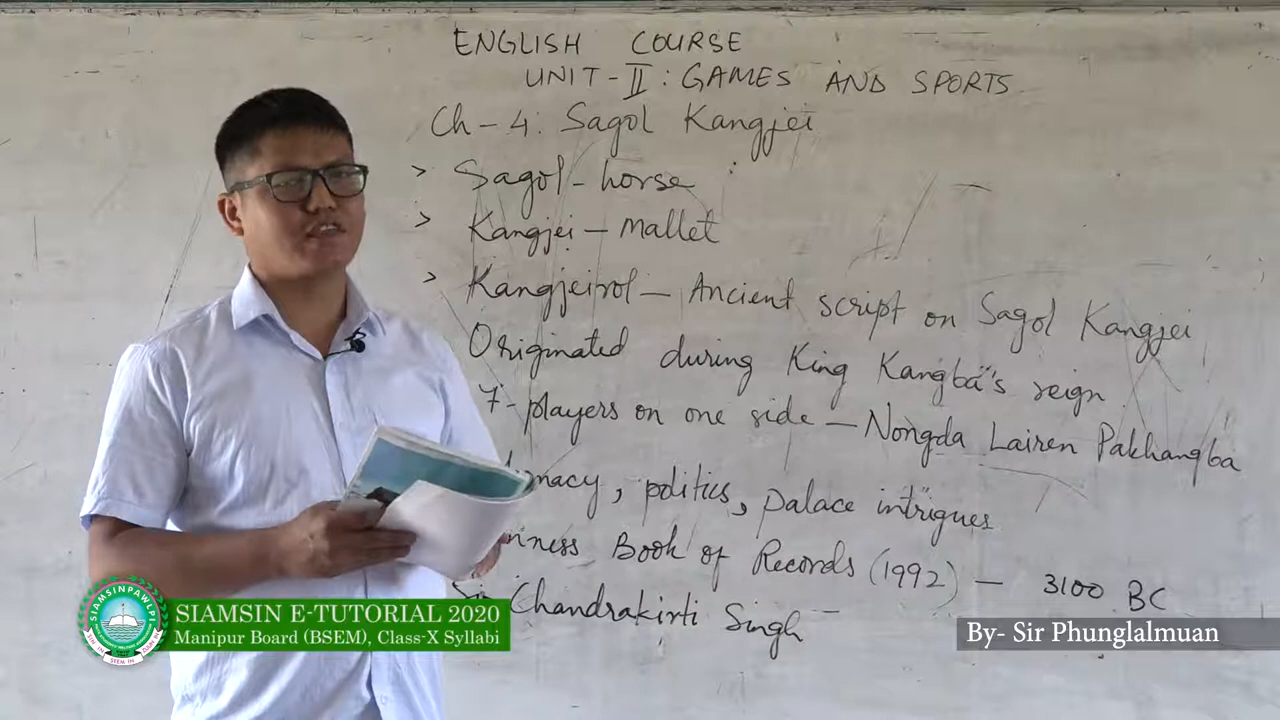 ENGLISH COURSE
UNIT-II: GAMES AND SPORTS
Ch-4: Sagol Kangjei
> Sagol - horse
> Kangjei - mallet
> Kangjeirol - Ancient script on Sagol Kangjei
Originated during King Kangba"s reign
7-players on one side - Nongda Lairen Pakhangba
macy, politics, palace intrigues
Book of Records (1992) - 3100 BC
Chandrakirti Singh -
SIAMSINPAWLPI
STEM IN
SIAMSIN E-TUTORIAL 2020
Manipur Board (BSEM), Class-X Syllabi
By- Sir Phunglalmuan